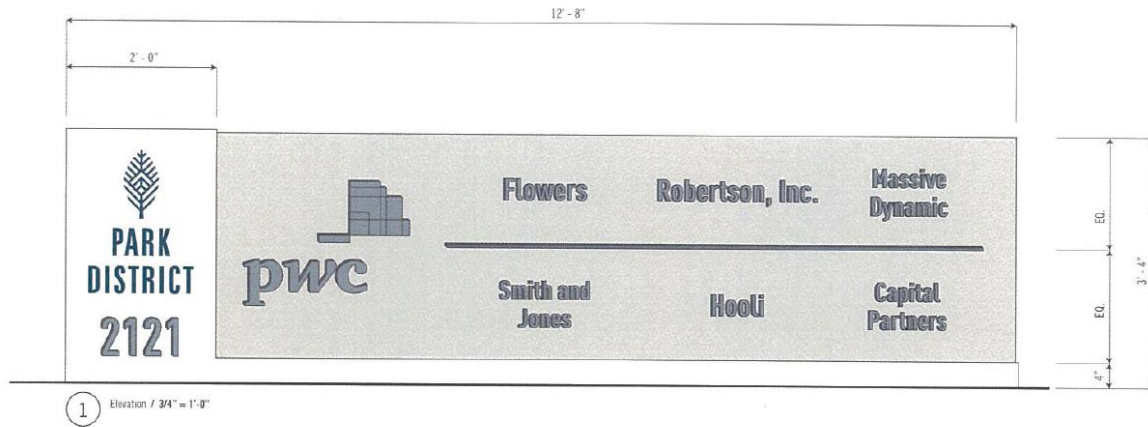 12' - 8"
2' - 0"
PARK
DISTRICT
2121
pwc
Flowers
Robertson, Inc.
Massive
Dynamic
Smith and
Jones
Hooli
Capital
Partners
EQ.
EQ.
4"
3' - 4"
1
Elevation / 3/4" = 1'-0"